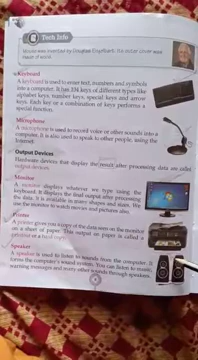 Tech Info
Mouse was invented by Douglas Engelbart.
Keyboard
A keyboard is used to enter text, numbers and symbols
into a computer. It has 104 keys of different types like
alphabet keys, number keys, special keys and arrow
keys. Each key or a combination of keys performs a
special function.
Microphone
A microphone is used to record voice or other sounds into a
computer. It is also used to speak to other people, using the
Internet.
Output Devices
Hardware devices that display the result after processing data are called
output devices.
Monitor
A monitor displays whatever we type using the
keyboard. It displays the final output after processing
the data. It is available in many shapes and sizes. We
use the monitor to watch movies and pictures also.
Printer
A printer gives you a copy of the data seen on the monitor
on a sheet of paper. This output on paper is called a
printout or a hard copy.
Speaker
A speaker is used to listen to sounds from the computer. It
forms the computer's sound system. You can listen to music,
warning messages and many other sounds through speakers.